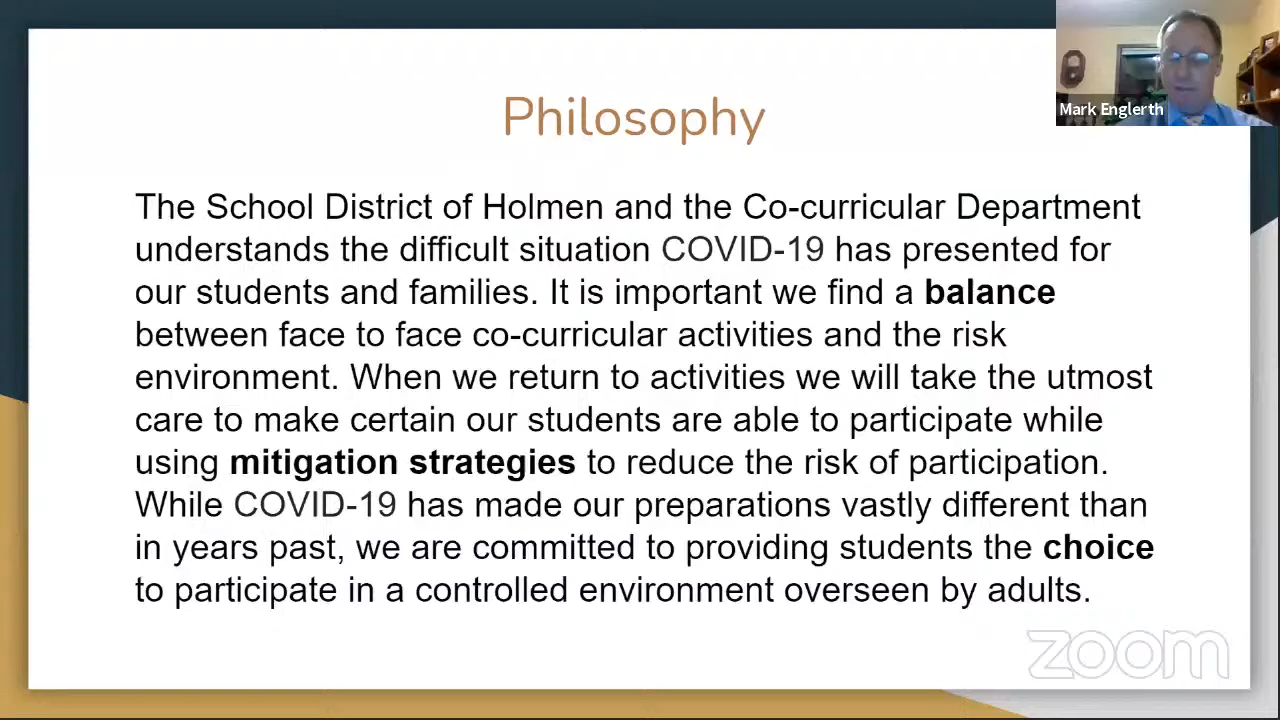 Mark Englerth
Philosophy
The School District of Holmen and the Co-curricular Department
understands the difficult situation COVID-19 has presented for
our students and families. It is important we find a balance
between face to face co-curricular activities and the risk
environment. When we return to activities we will take the utmost
care to make certain our students are able to participate while
using mitigation strategies to reduce the risk of participation.
While COVID-19 has made our preparations vastly different than
in years past, we are committed to providing students the choice
to participate in a controlled environment overseen by adults.
zoom